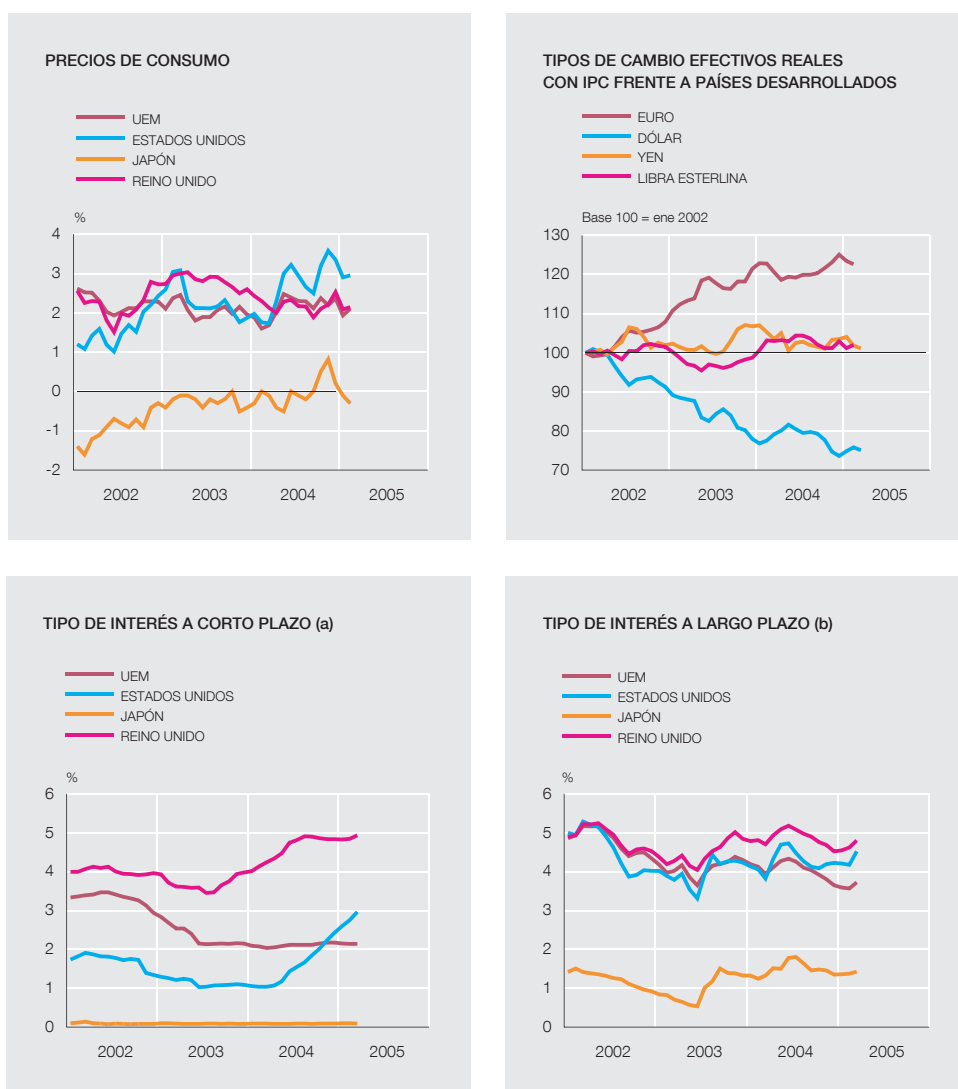 PRECIOS DE CONSUMO
UEM
ESTADOS UNIDOS
JAPÓN
REINO UNIDO
%
4
3
2
1
0
-1
-2
2002 2003 2004 2005
TIPOS DE CAMBIO EFECTIVOS REALES
CON IPC FRENTE A PAÍSES DESARROLLADOS
EURO
DÓLAR
YEN
LIBRA ESTERLINA
Base 100 = ene 2002
130
120
110
100
90
80
70
2002 2003 2004 2005
TIPO DE INTERÉS A CORTO PLAZO (a)
UEM
ESTADOS UNIDOS
JAPÓN
REINO UNIDO
%
6
5
4
3
2
1
0
2002 2003 2004 2005
TIPO DE INTERÉS A LARGO PLAZO (b)
UEM
ESTADOS UNIDOS
JAPÓN
REINO UNIDO
%
6
5
4
3
2
1
0
2002 2003 2004 2005